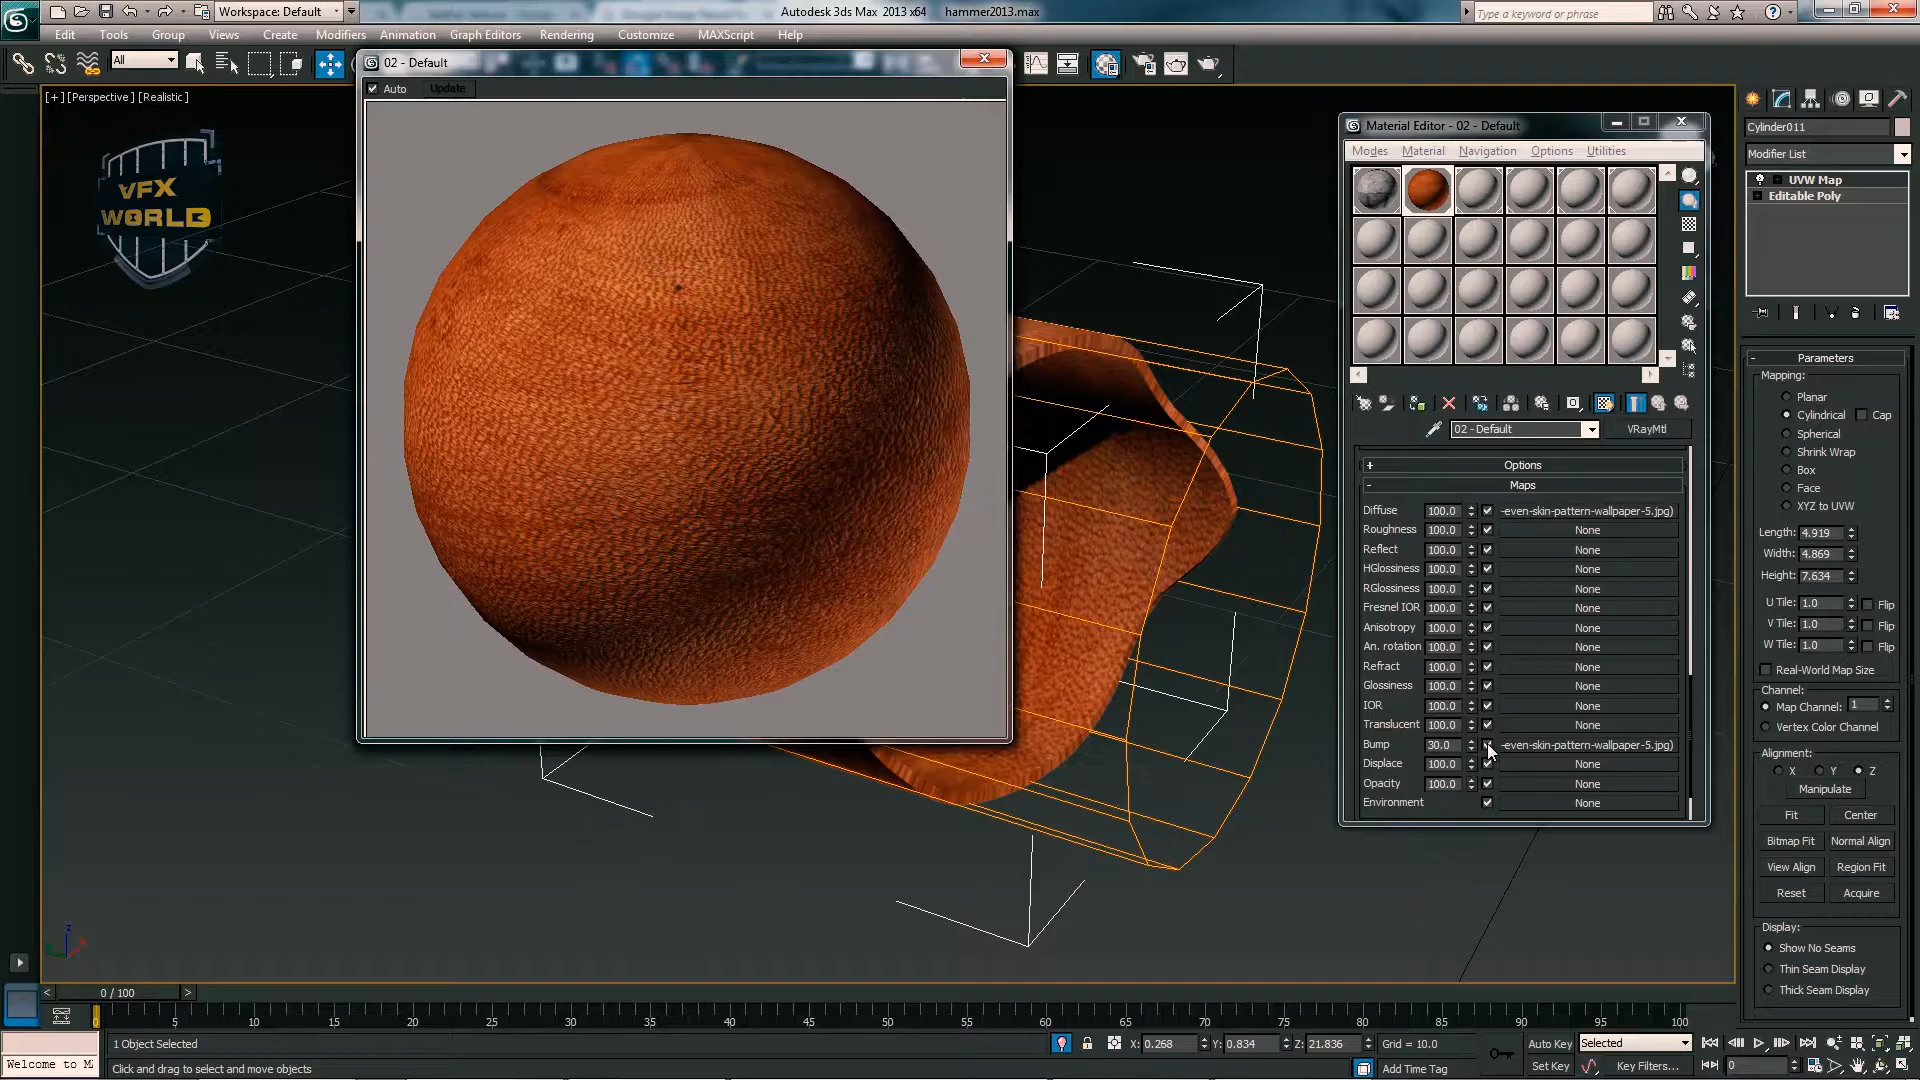 Workspace: Default
Autodesk 3ds Max 2013 x64 hammer2013.max
Type a keyword or phrase
Edit Tools Group Views Create Modifiers Animation Graph Editors Rendering Customize MAXScript Help
All
02 - Default
Auto Update
[+] [Perspective] [Realistic]
VFX
WORLD
Material Editor - 02 - Default
Modes Material Navigation Options Utilities
02 - Default VRayMtl
+ Options
- Maps
Diffuse 100.0 -even-skin-pattern-wallpaper-5.jpg)
Roughness 100.0 None
Reflect 100.0 None
HGlossiness 100.0 None
RGlossiness 100.0 None
Fresnel IOR 100.0 None
Anisotropy 100.0 None
An. rotation 100.0 None
Refract 100.0 None
Glossiness 100.0 None
IOR 100.0 None
Translucent 100.0 None
Bump 30.0 -even-skin-pattern-wallpaper-5.jpg)
Displace 100.0 None
Opacity 100.0 None
Environment None
Cylinder011
Modifier List
UVW Map
Editable Poly
- Parameters
Mapping:
Planar
Cylindrical Cap
Spherical
Shrink Wrap
Box
Face
XYZ to UVW
Length: 4.919
Width: 4.869
Height: 7.634
U Tile: 1.0 Flip
V Tile: 1.0 Flip
W Tile: 1.0 Flip
Real-World Map Size
Channel:
Map Channel: 1
Vertex Color Channel
Alignment:
X Y Z
Manipulate
Fit Center
Bitmap Fit Normal Align
View Align Region Fit
Reset Acquire
Display:
Show No Seams
Thin Seam Display
Thick Seam Display
z
< 0 / 100 >
5 10 15 20 25 30 35 40 45 50 55 60 65 70 75 80 85 90 95 100
1 Object Selected X: 0.268 Y: 0.834 Z: 21.836 Grid = 10.0 Auto Key Selected
Welcome to M Click and drag to select and move objects Add Time Tag Set Key Key Filters... 0